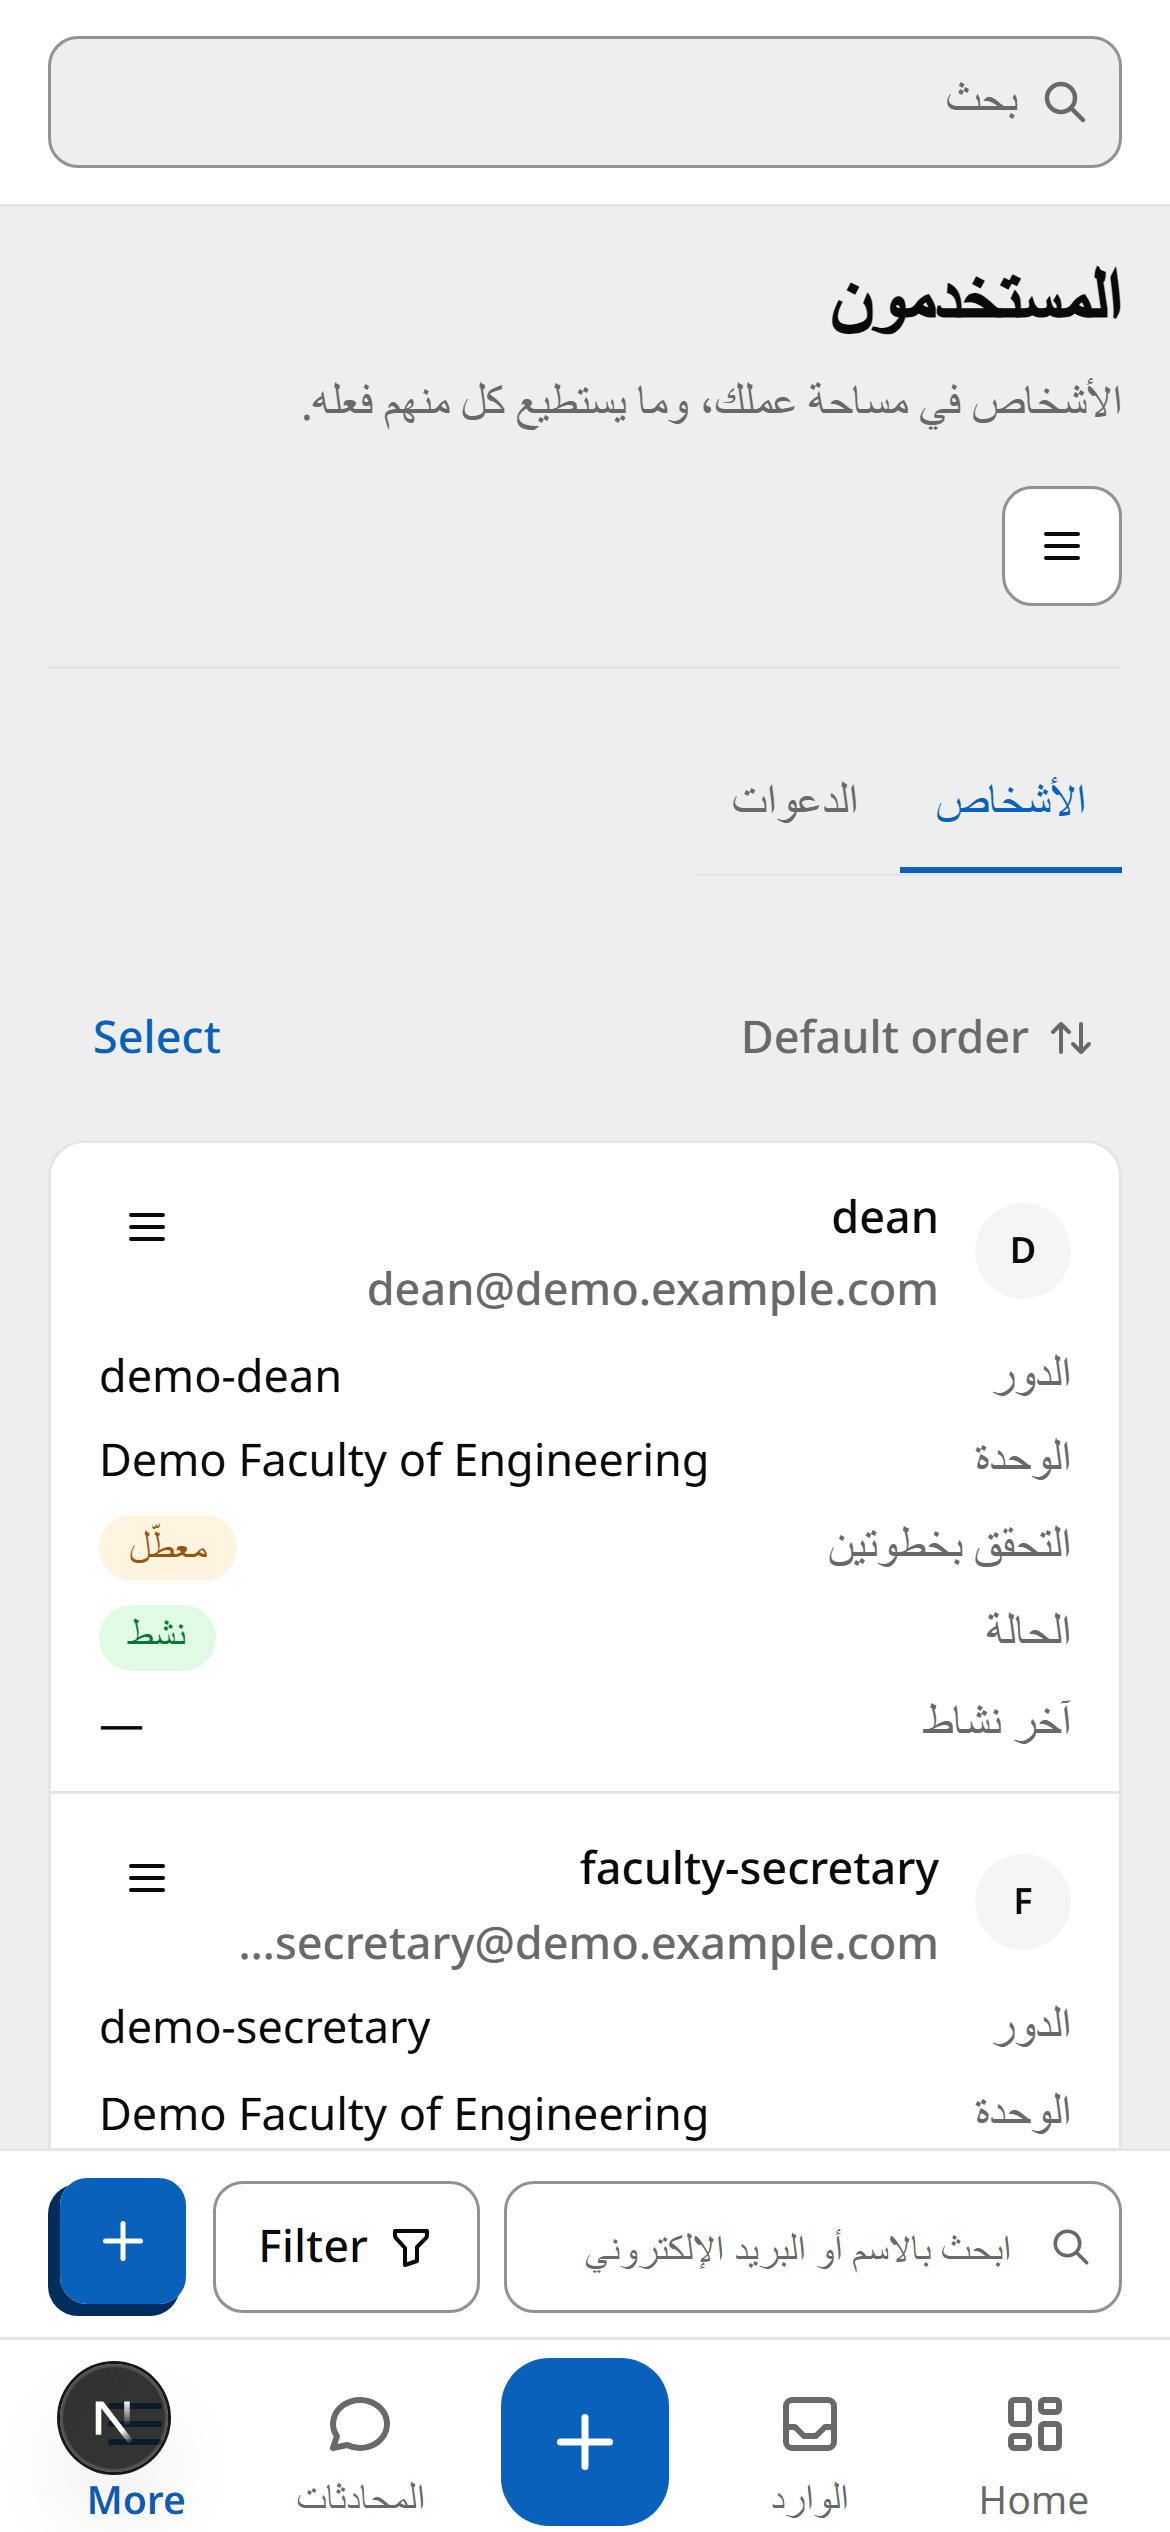 بحث
المستخدمون
الأشخاص في مساحة عملك، وما يستطيع كل منهم فعله.
الأشخاص الدعوات
Default order Select
D dean
dean@demo.example.com
الدور demo-dean
الوحدة Demo Faculty of Engineering
التحقق بخطوتين معطّل
الحالة نشط
آخر نشاط —
F faculty-secretary
...secretary@demo.example.com
الدور demo-secretary
الوحدة Demo Faculty of Engineering
ابحث بالاسم أو البريد الإلكتروني Filter
Home الوارد المحادثات More
N